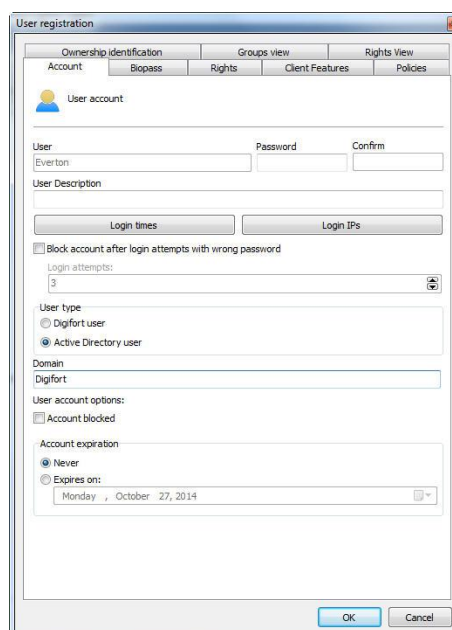 User registration
Ownership identification Groups view Rights View
Account Biopass Rights Client Features Policies
User account
User Password Confirm
Everton
User Description
Login times Login IPs
Block account after login attempts with wrong password
Login attempts:
3
User type
Digifort user
Active Directory user
Domain
Digifort
User account options:
Account blocked
Account expiration
Never
Expires on:
Monday , October 27, 2014
OK Cancel